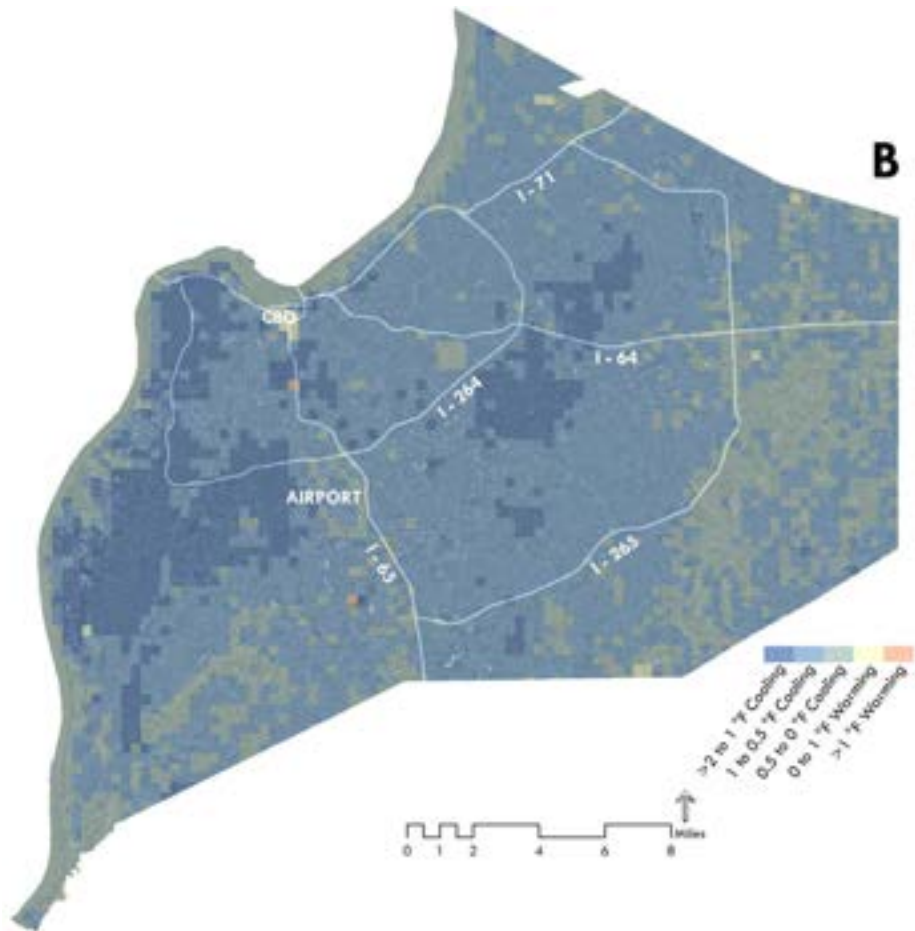 B
I - 71
CBD
I - 64
I - 264
AIRPORT
I - 65
I - 265
>2 to 1 °F Cooling
1 to 0.5 °F Cooling
0.5 to 0 °F Cooling
0 to 1 °F Warming
>1 °F Warming
N
Miles
0 1 2 4 6 8